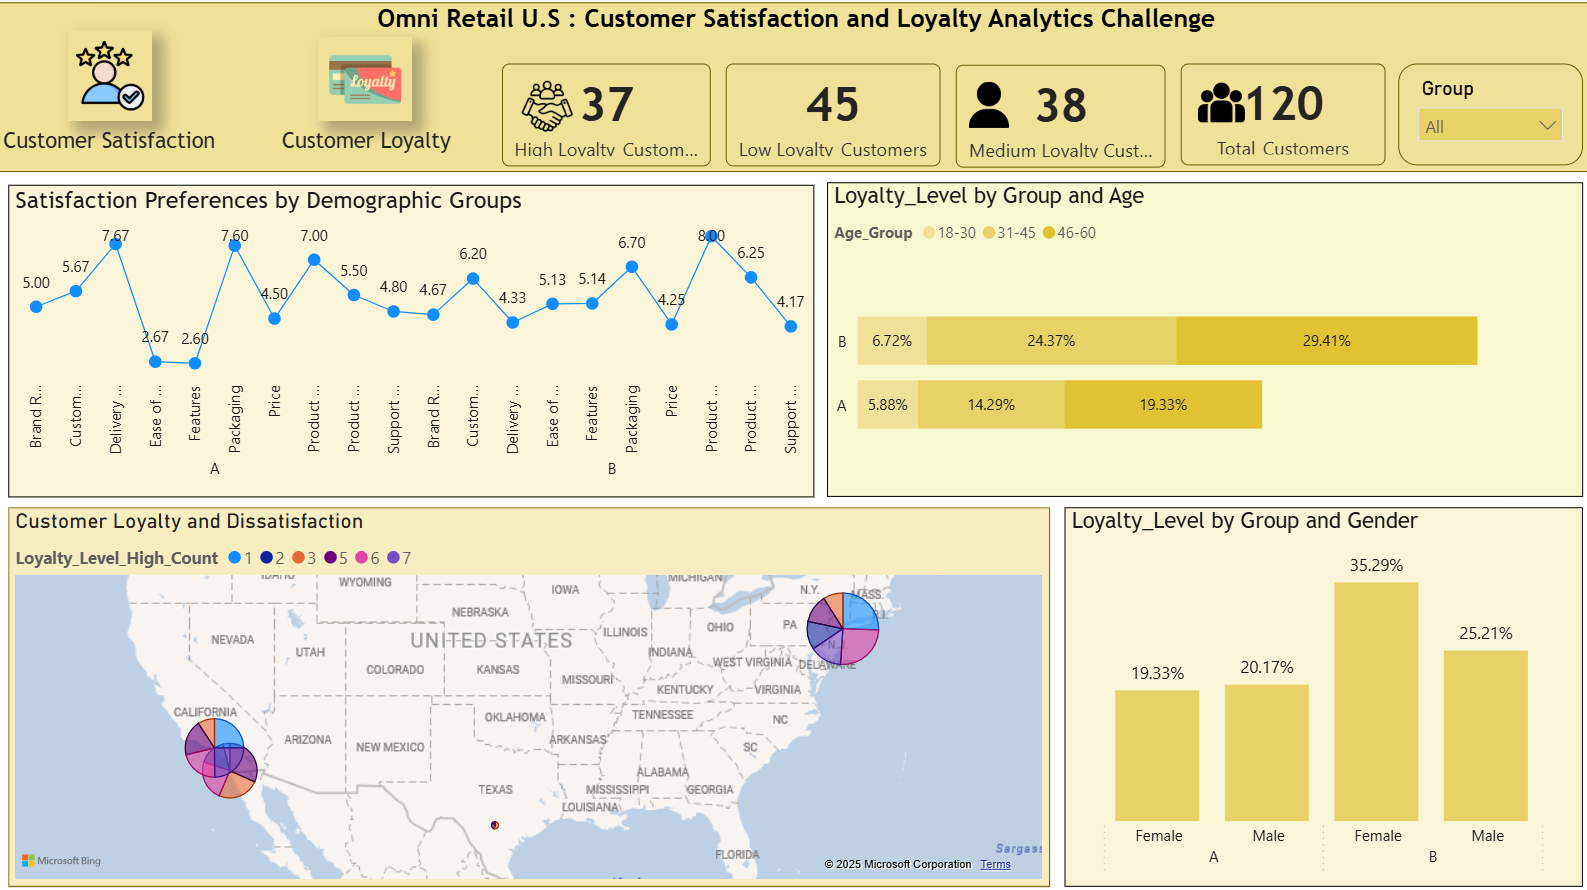 Omni Retail U.S : Customer Satisfaction and Loyalty Analytics Challenge
Loyalty
Customer Satisfaction
Customer Loyalty
37
High Loyalty Custom...
45
Low Loyalty Customers
38
Medium Loyalty Cust...
120
Total Customers
Group
All
Satisfaction Preferences by Demographic Groups
5.00
5.67
7.67
2.67
2.60
7.60
4.50
7.00
5.50
4.80
4.67
6.20
4.33
5.13
5.14
6.70
4.25
8.00
6.25
4.17
Brand R...
Custom...
Delivery ...
Ease of ...
Features
Packaging
Price
Product ...
Product ...
Support ...
Brand R...
Custom...
Delivery ...
Ease of ...
Features
Packaging
Price
Product ...
Product ...
Support ...
A
B
Loyalty_Level by Group and Age
Age_Group 18-30 31-45 46-60
B 6.72% 24.37% 29.41%
A 5.88% 14.29% 19.33%
Customer Loyalty and Dissatisfaction
Loyalty_Level_High_Count 1 2 3 5 6 7
IDAHO
WYOMING
IOWA
MICHIGAN
N.Y.
MASS.
R.I.
NEBRASKA
NEVADA
UNITED STATES
ILLINOIS
OHIO
PA
N.J.
UTAH
COLORADO
KANSAS
INDIANA
WEST VIRGINIA
DELAWARE
MISSOURI
KENTUCKY
VIRGINIA
CALIFORNIA
ARIZONA
NEW MEXICO
OKLAHOMA
ARKANSAS
TENNESSEE
NC
SC
TEXAS
ALABAMA
MISSISSIPPI
GEORGIA
LOUISIANA
FLORIDA
Sargass
Microsoft Bing
© 2025 Microsoft Corporation Terms
Loyalty_Level by Group and Gender
19.33%
20.17%
35.29%
25.21%
Female
Male
Female
Male
A
B